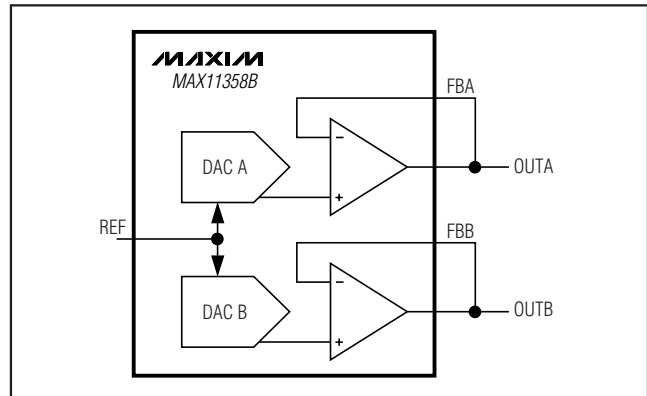 MAXIM
MAX11358B
FBA
DAC A
−
+
OUTA
REF
FBB
DAC B
−
+
OUTB